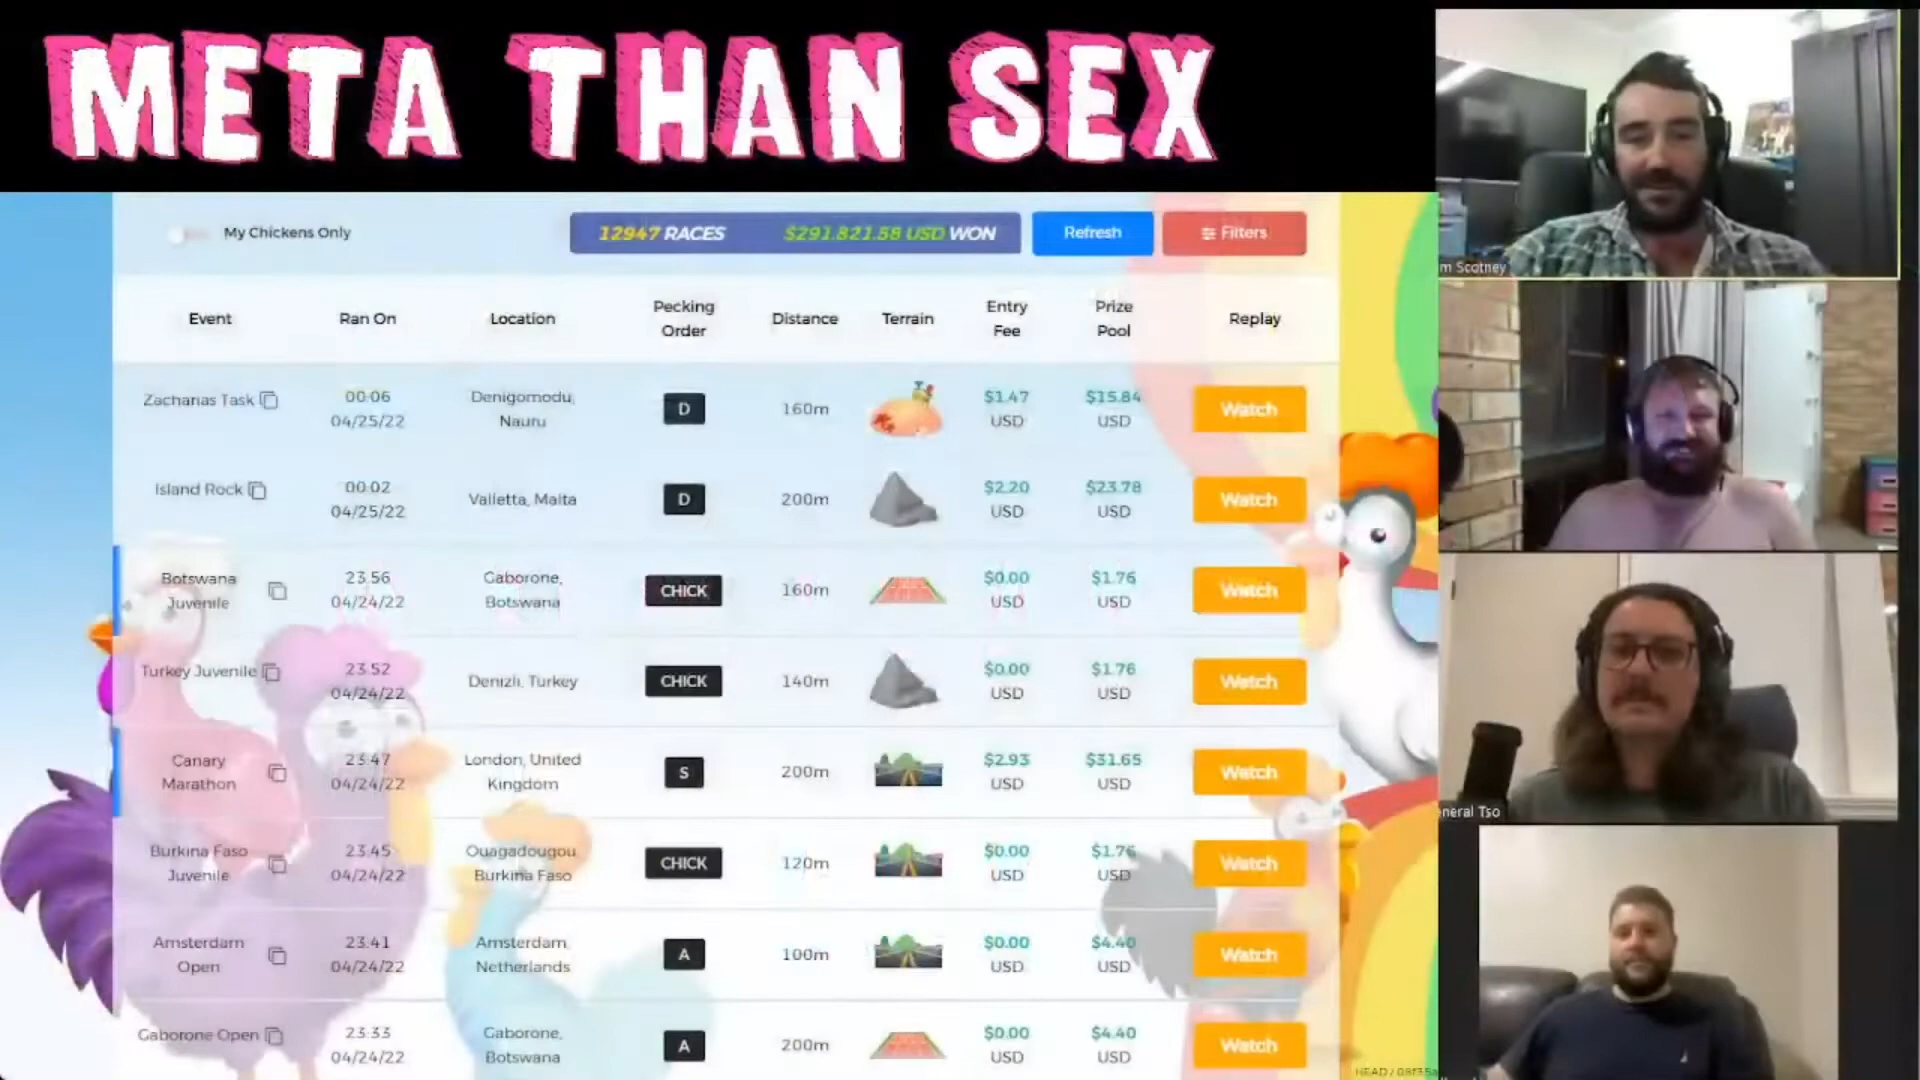 META THAN SEX
My Chickens Only
12947 RACES $291,821.58 USD WON
Refresh
Filters
Event
Ran On
Location
Pecking
Order
Distance
Terrain
Entry
Fee
Prize
Pool
Replay
Zacharias Task
00:06
04/25/22
Denigomodu,
Nauru
D
160m
$1.47
USD
$15.84
USD
Watch
Island Rock
00:02
04/25/22
Valletta, Malta
D
200m
$2.20
USD
$23.78
USD
Watch
Botswana
Juvenile
23:56
04/24/22
Gaborone,
Botswana
CHICK
160m
$0.00
USD
$1.76
USD
Watch
Turkey Juvenile
23:52
04/24/22
Denizli, Turkey
CHICK
140m
$0.00
USD
$1.76
USD
Watch
Canary
Marathon
23:47
04/24/22
London, United
Kingdom
S
200m
$2.93
USD
$31.65
USD
Watch
Burkina Faso
Juvenile
23:45
04/24/22
Ouagadougou,
Burkina Faso
CHICK
120m
$0.00
USD
$1.76
USD
Watch
Amsterdam
Open
23:41
04/24/22
Amsterdam,
Netherlands
A
100m
$0.00
USD
$4.40
USD
Watch
Gaborone Open
23:33
04/24/22
Gaborone,
Botswana
A
200m
$0.00
USD
$4.40
USD
Watch
m Scotney
neral Tso